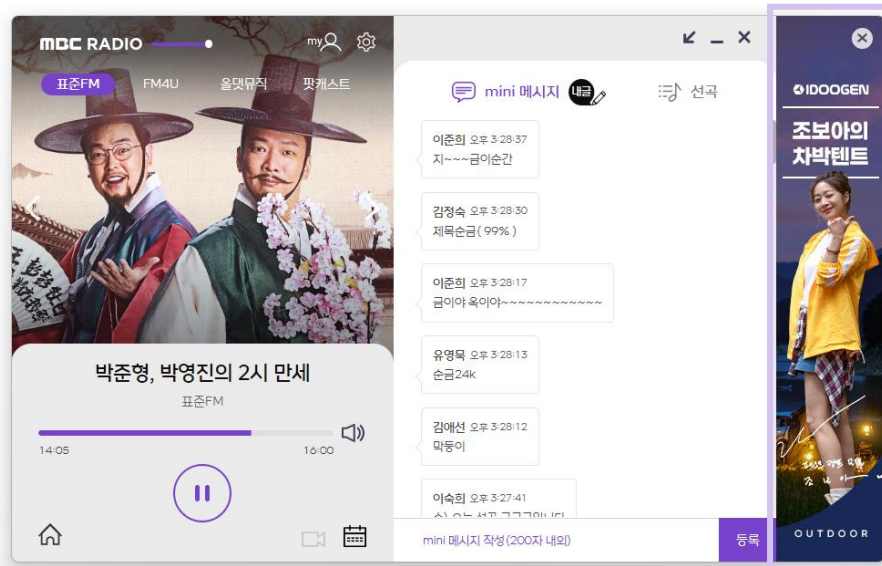 MBC RADIO
my
표준FM FM4U 올댓뮤직 팟캐스트
박준형, 박영진의 2시 만세
표준FM
14:05 16:00
mini 메시지 내글
선곡
이준희 오후 3:28:37
지~~~금이순간
김정숙 오후 3:28:30
제목순금( 99% )
이준희 오후 3:28:17
금이야 옥이야~~~~~~~~~~~~
유영묵 오후 3:28:13
순금24k
김애선 오후 3:28:12
막둥이
이숙희 오후 3:27:41
mini 메시지 작성(200자 내외)
등록
IDOOGEN
조보아의
차박텐트
조보아
OUTDOOR